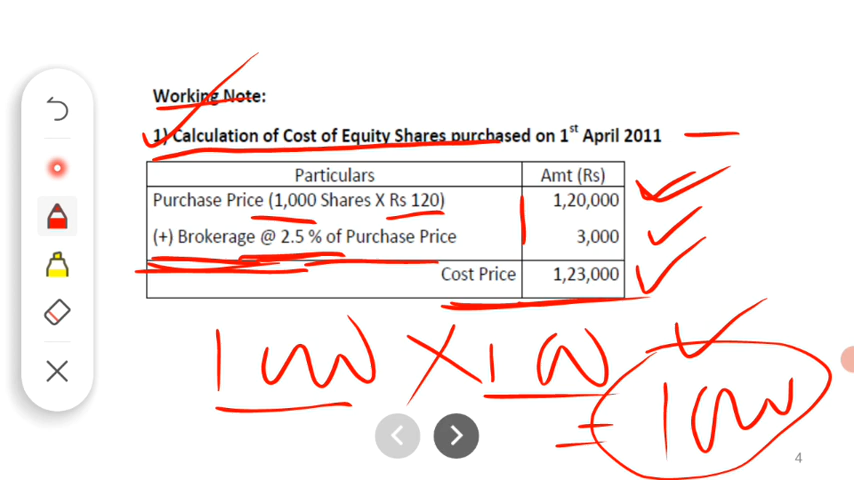 Working Note:
1) Calculation of Cost of Equity Shares purchased on 1st April 2011
Particulars Amt (Rs)
Purchase Price (1,000 Shares X Rs 120) 1,20,000
(+) Brokerage @ 2.5 % of Purchase Price 3,000
Cost Price 1,23,000
4